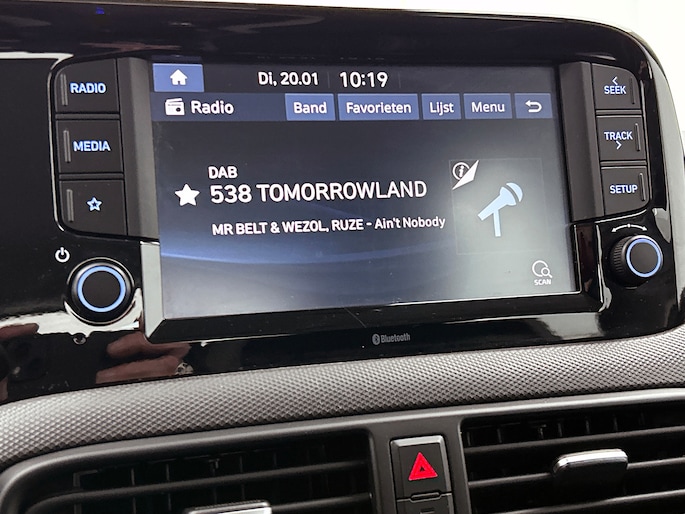 RADIO
MEDIA
Di, 20.01 10:19
Radio Band Favorieten Lijst Menu
DAB
538 TOMORROWLAND
MR BELT & WEZOL, RUZE - Ain't Nobody
i
SCAN
SEEK
TRACK
SETUP
Bluetooth